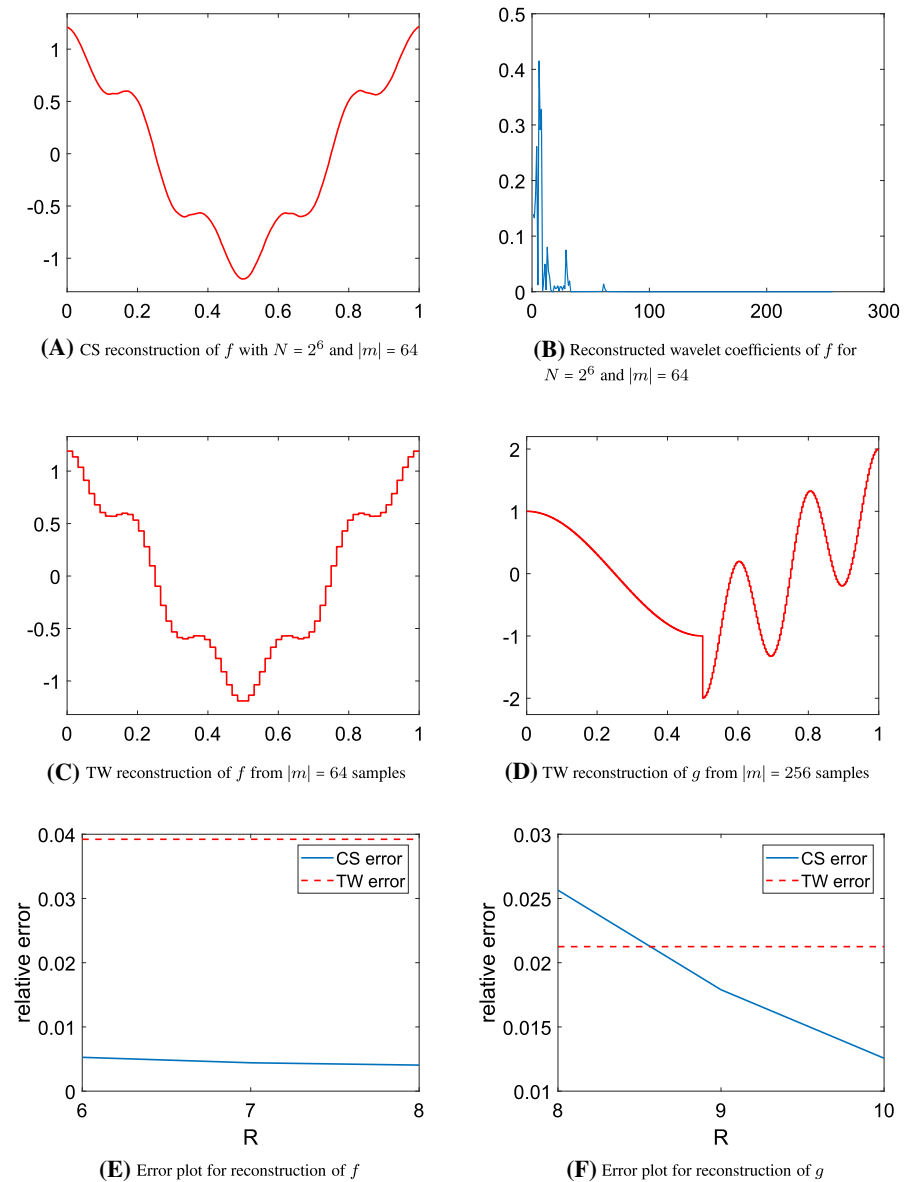 1
0.5
0
-0.5
-1
0 0.2 0.4 0.6 0.8 1
(A) CS reconstruction of f with N = 2⁶ and |m| = 64
0.5
0.4
0.3
0.2
0.1
0
0 100 200 300
(B) Reconstructed wavelet coefficients of f for
N = 2⁶ and |m| = 64
1
0.5
0
-0.5
-1
0 0.2 0.4 0.6 0.8 1
(C) TW reconstruction of f from |m| = 64 samples
2
1
0
-1
-2
0 0.2 0.4 0.6 0.8 1
(D) TW reconstruction of g from |m| = 256 samples
0.04
0.03
0.02
0.01
0
relative error
CS error
TW error
6 7 8
R
(E) Error plot for reconstruction of f
0.03
0.025
0.02
0.015
0.01
relative error
CS error
TW error
8 9 10
R
(F) Error plot for reconstruction of g